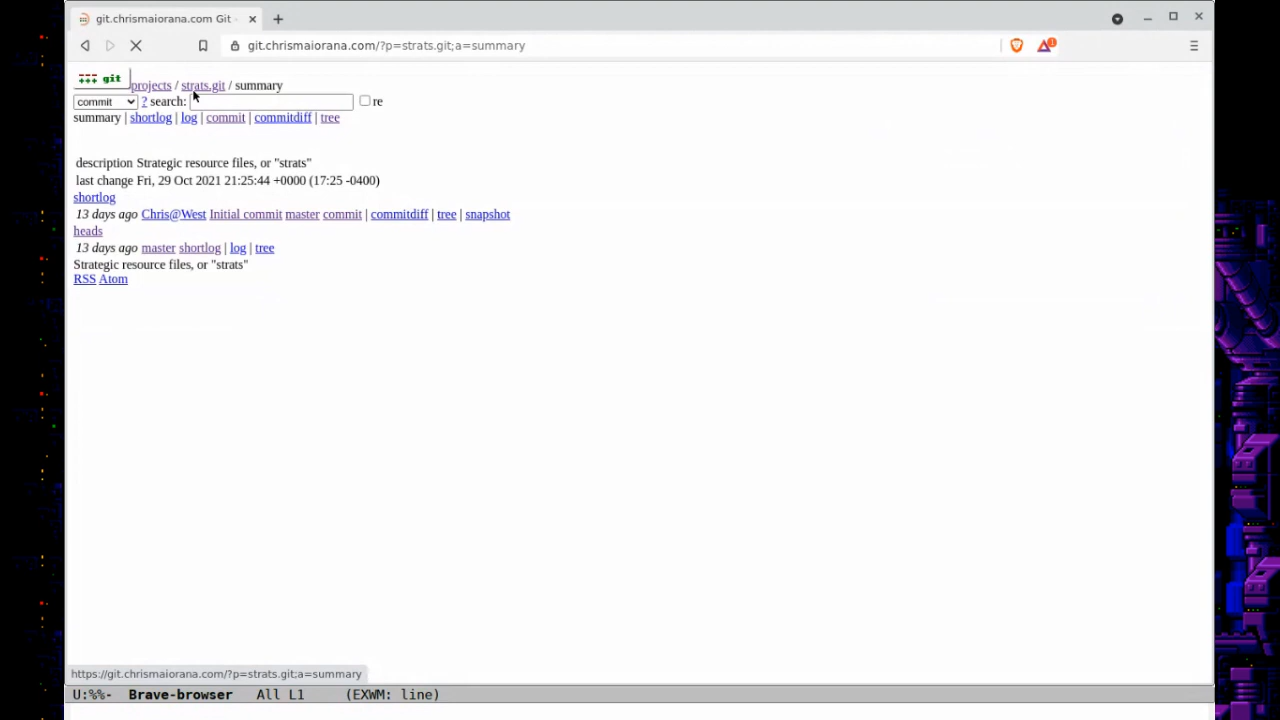 git.chrismaiorana.com Git -
git.chrismaiorana.com/?p=strats.git;a=summary
1
git projects / strats.git / summary
commit ? search: re
summary | shortlog | log | commit | commitdiff | tree
description Strategic resource files, or "strats"
last change Fri, 29 Oct 2021 21:25:44 +0000 (17:25 -0400)
shortlog
13 days ago Chris@West Initial commit master commit | commitdiff | tree | snapshot
heads
13 days ago master shortlog | log | tree
Strategic resource files, or "strats"
RSS Atom
https://git.chrismaiorana.com/?p=strats.git;a=summary
U:%%- Brave-browser All L1 (EXWM: line)